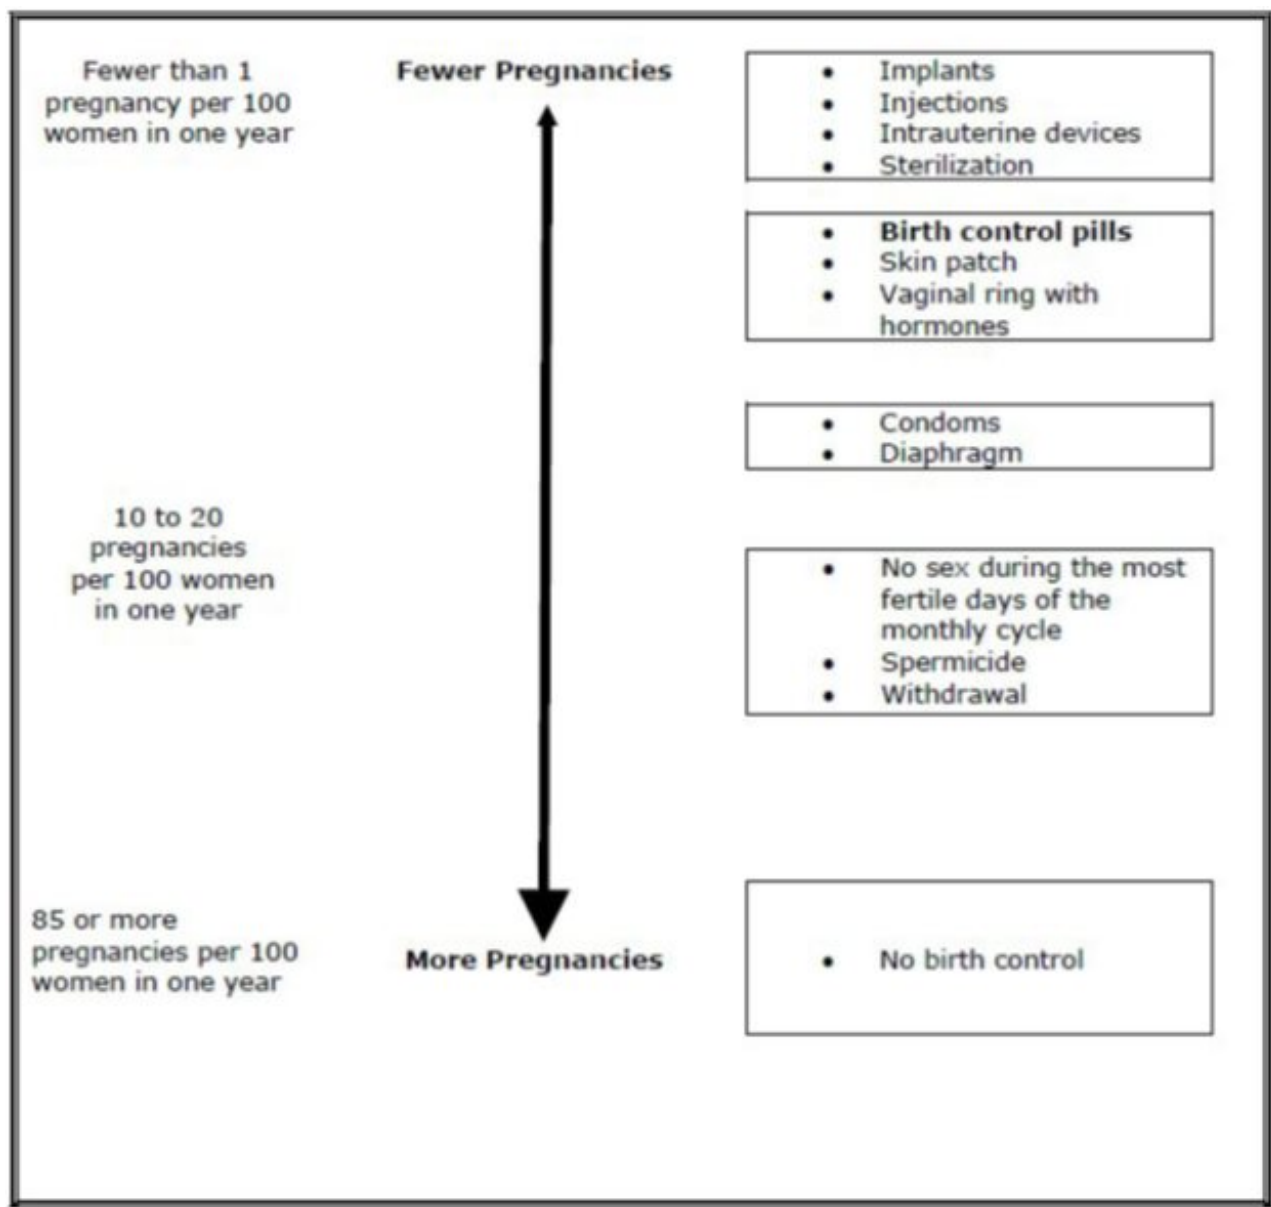 Fewer than 1
pregnancy per 100
women in one year
Fewer Pregnancies
• Implants
• Injections
• Intrauterine devices
• Sterilization
• Birth control pills
• Skin patch
• Vaginal ring with
hormones
• Condoms
• Diaphragm
10 to 20
pregnancies
per 100 women
in one year
• No sex during the most
fertile days of the
monthly cycle
• Spermicide
• Withdrawal
85 or more
pregnancies per 100
women in one year
More Pregnancies
• No birth control